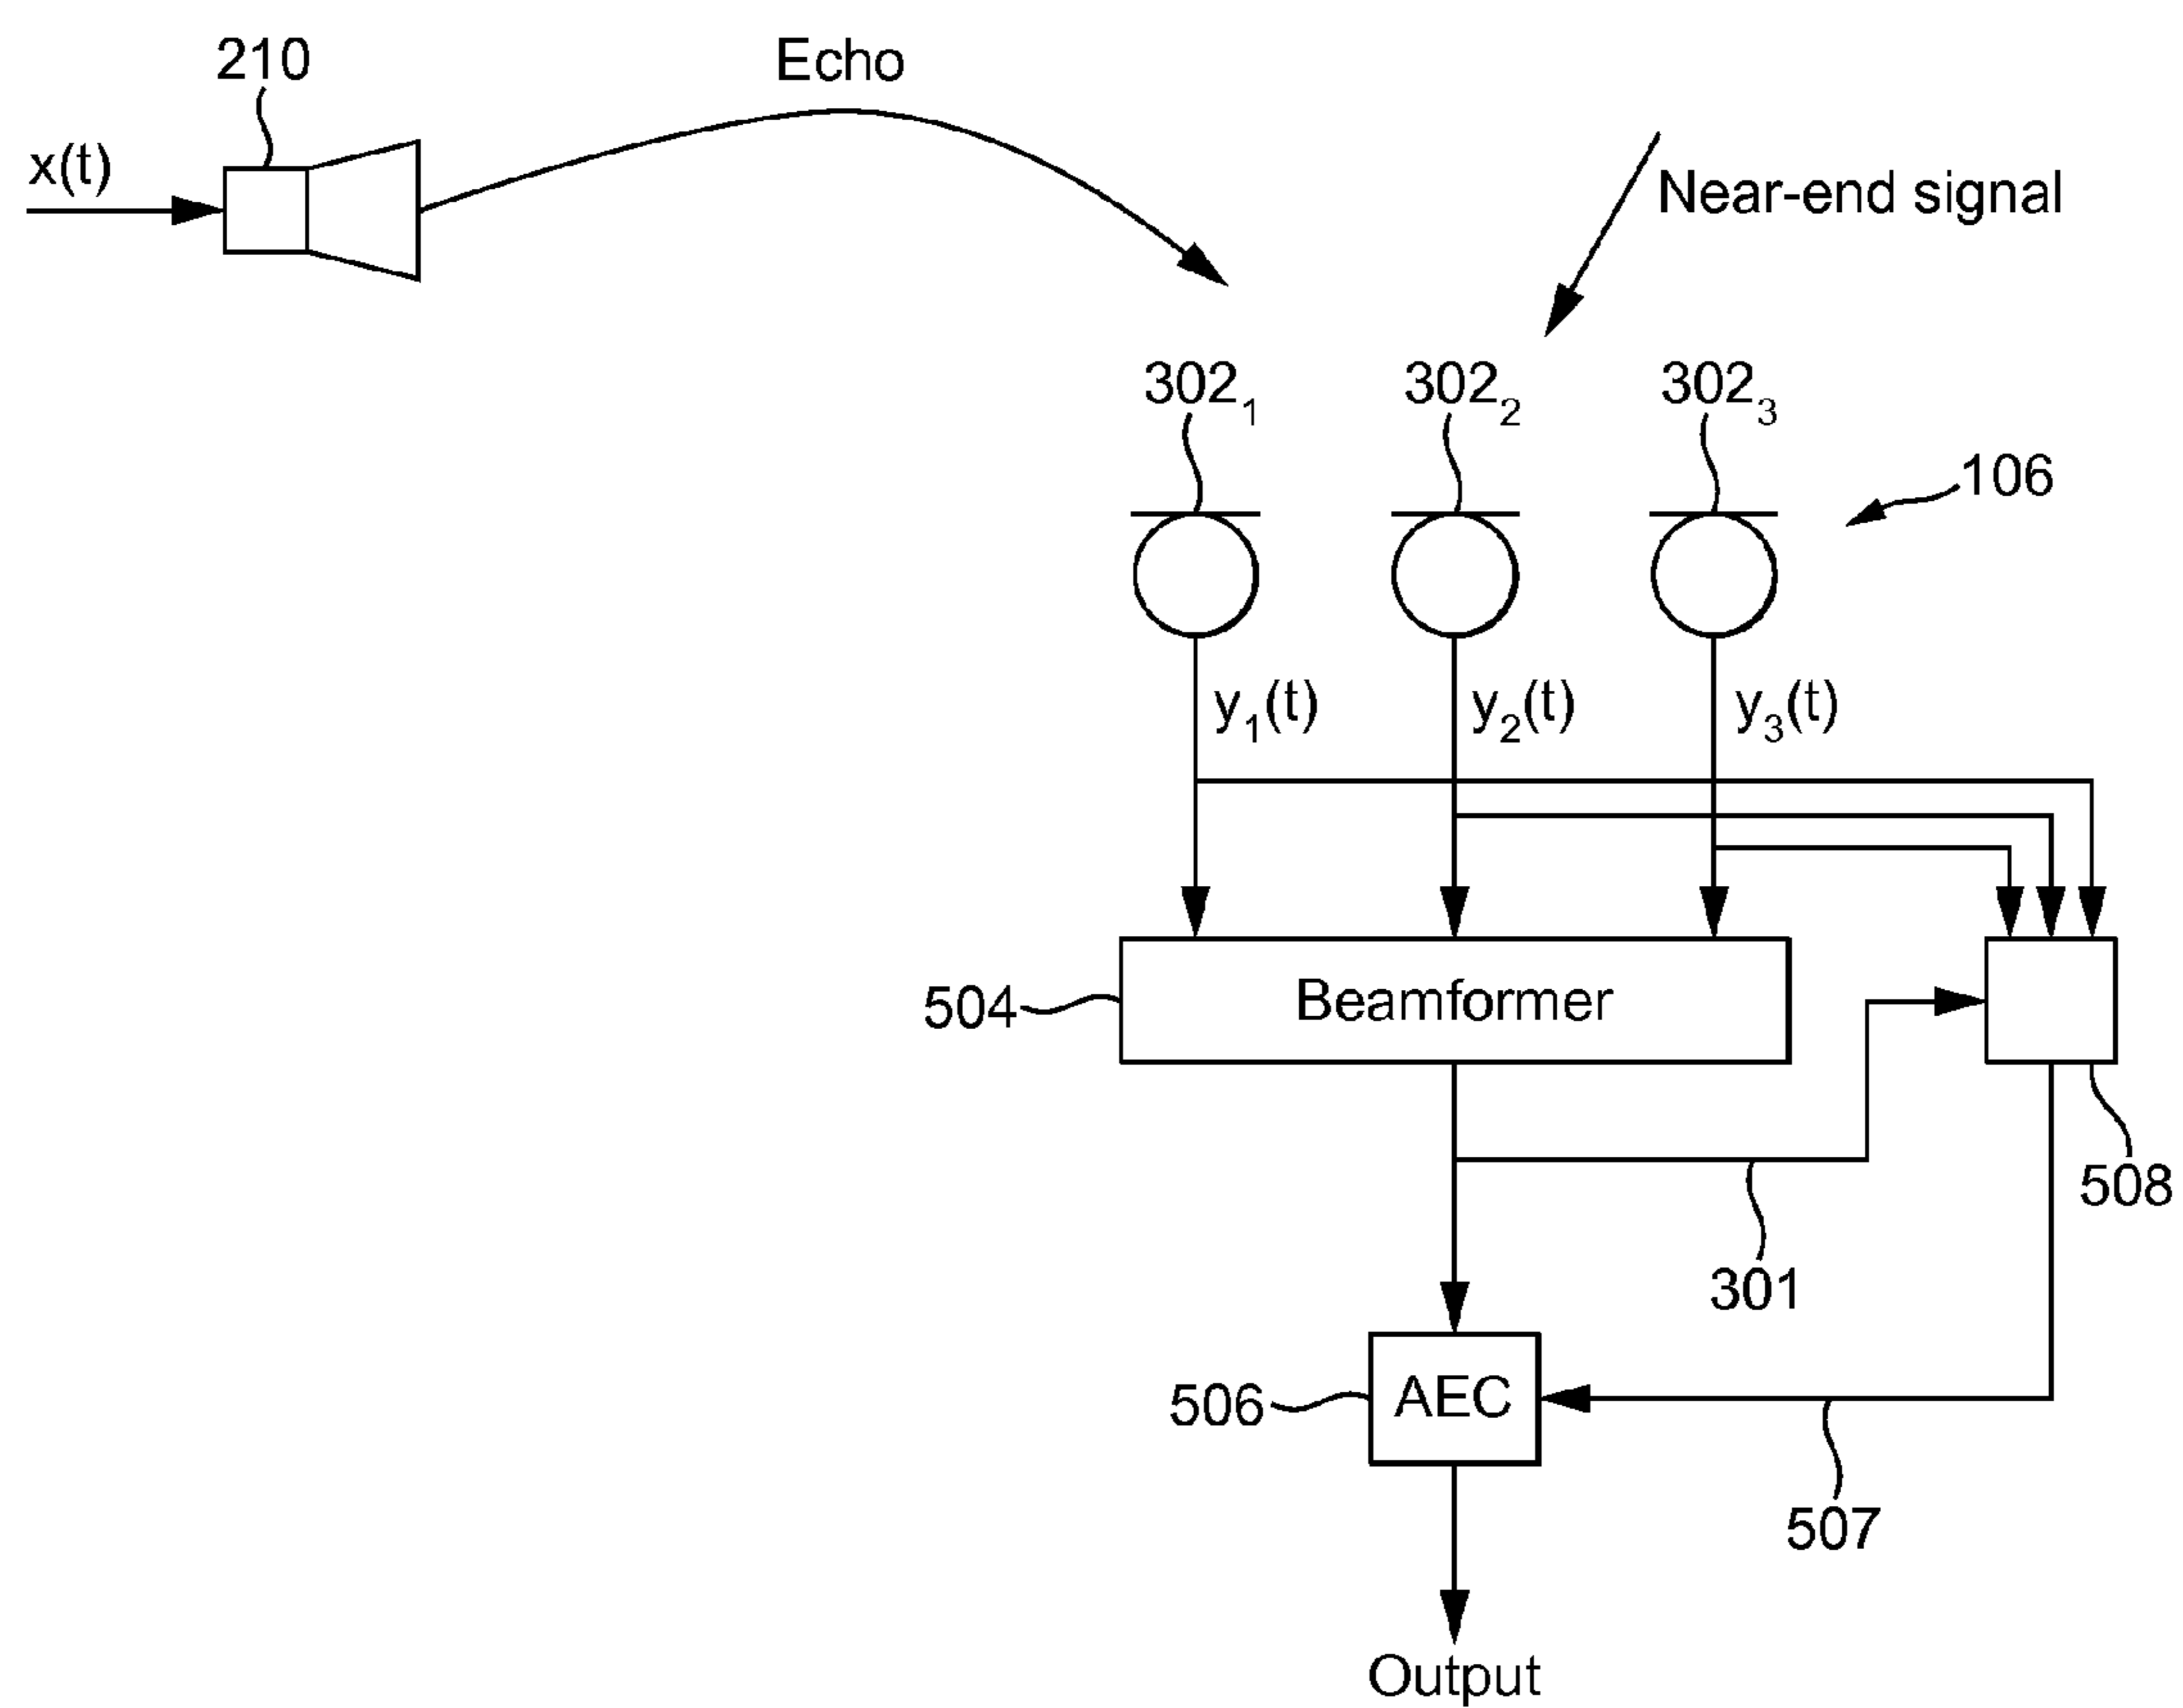 210
Echo
x(t)
Near-end signal
302₁ 302₂ 302₃
106
y₁(t) y₂(t) y₃(t)
504 Beamformer
508
301
506 AEC
507
Output